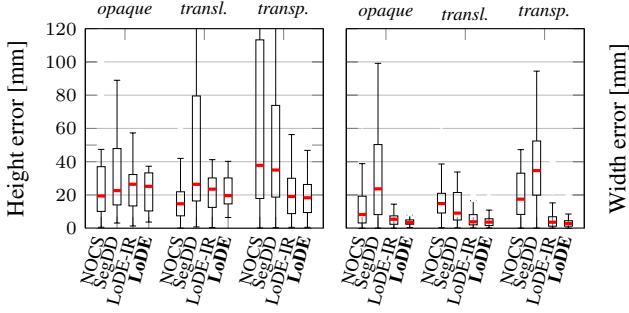 opaque transl. transp. opaque transl. transp.
120
100
80
60
40
20
0
Height error [mm]
Width error [mm]
NOCS SegDD LoDE-IR LoDE NOCS SegDD LoDE-IR LoDE NOCS SegDD LoDE-IR LoDE NOCS SegDD LoDE-IR LoDE NOCS SegDD LoDE-IR LoDE NOCS SegDD LoDE-IR LoDE